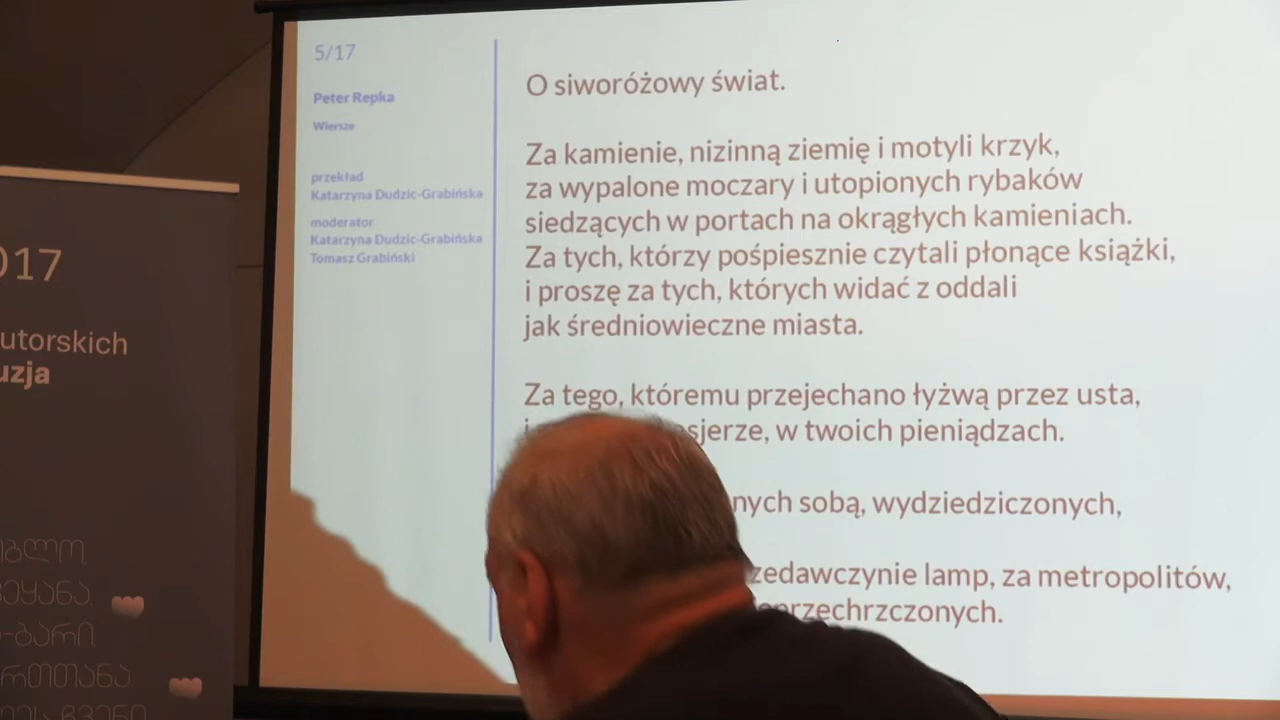 017
utorskich
uzja
5/17
Peter Repka
Wiersze
przekład
Katarzyna Dudzic-Grabińska
moderator
Katarzyna Dudzic-Grabińska
Tomasz Grabiński
O siworóżowy świat.
Za kamienie, nizinną ziemię i motyli krzyk,
za wypalone moczary i utopionych rybaków
siedzących w portach na okrągłych kamieniach.
Za tych, którzy pośpiesznie czytali płonące książki,
i proszę za tych, których widać z oddali
jak średniowieczne miasta.
Za tego, któremu przejechano łyżwą przez usta,
sjerze, w twoich pieniądzach.
nych sobą, wydziedziczonych,
zedawczynie lamp, za metropolitów,
przechrzczonych.